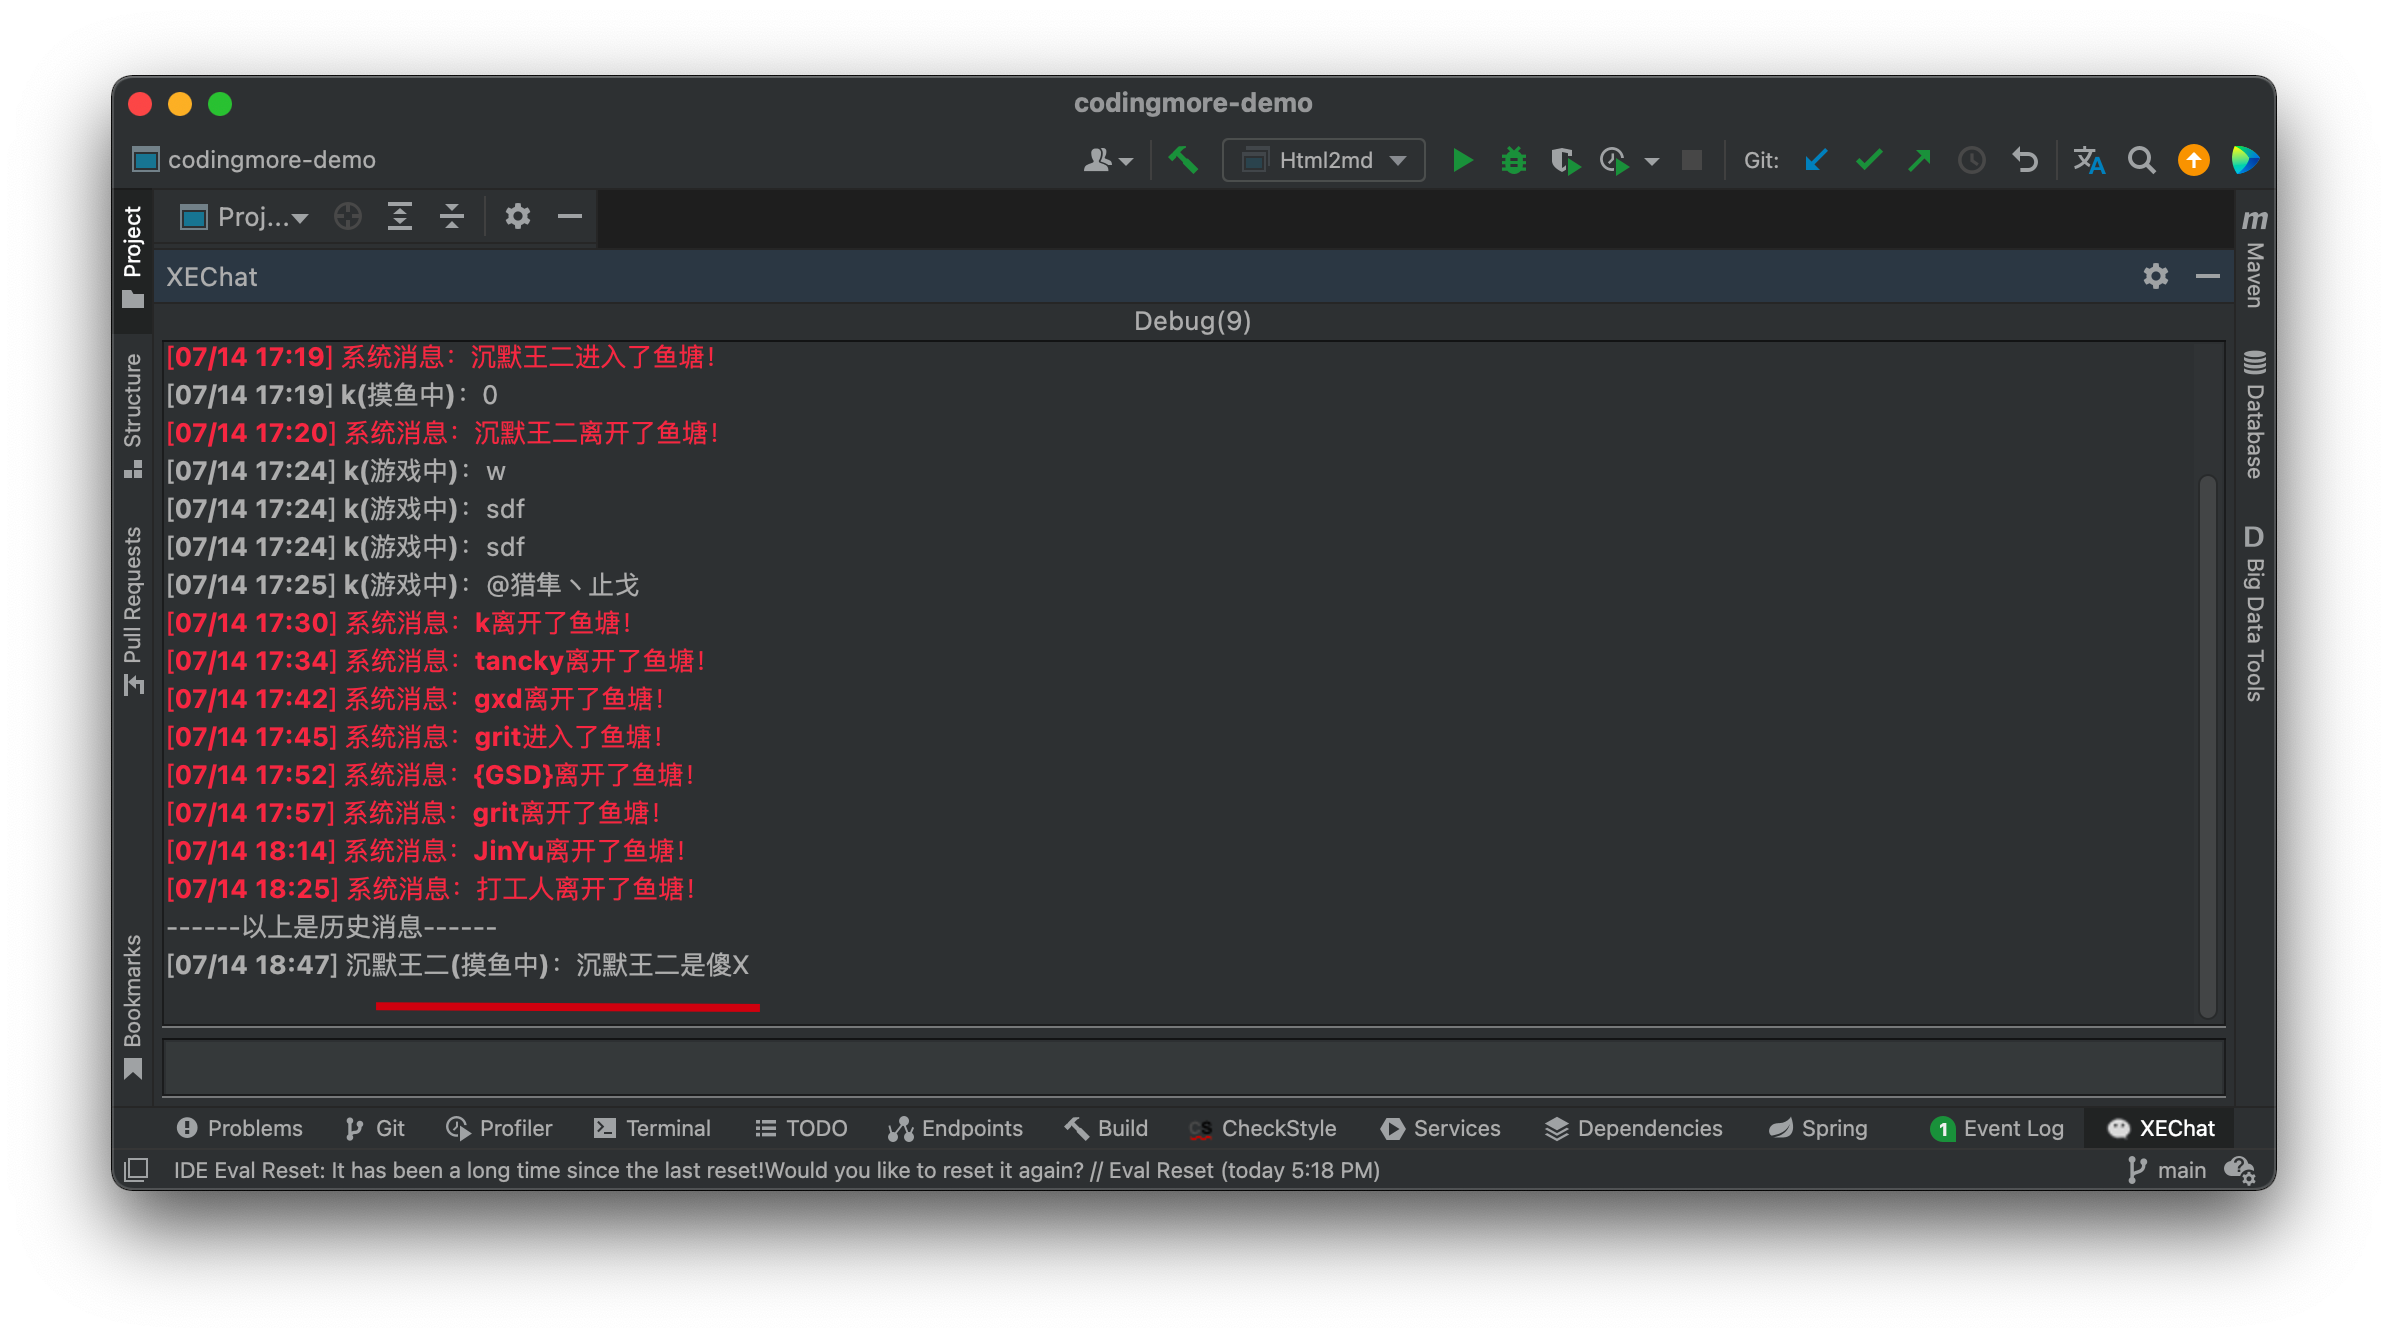 codingmore-demo
codingmore-demo
Html2md
Git:
Proj...
XEChat
Debug(9)
[07/14 17:19] 系统消息：沉默王二进入了鱼塘！
[07/14 17:19] k(摸鱼中)：0
[07/14 17:20] 系统消息：沉默王二离开了鱼塘！
[07/14 17:24] k(游戏中)：w
[07/14 17:24] k(游戏中)：sdf
[07/14 17:24] k(游戏中)：sdf
[07/14 17:25] k(游戏中)：@猎隼丶止戈
[07/14 17:30] 系统消息：k离开了鱼塘！
[07/14 17:34] 系统消息：tancky离开了鱼塘！
[07/14 17:42] 系统消息：gxd离开了鱼塘！
[07/14 17:45] 系统消息：grit进入了鱼塘！
[07/14 17:52] 系统消息：{GSD}离开了鱼塘！
[07/14 17:57] 系统消息：grit离开了鱼塘！
[07/14 18:14] 系统消息：JinYu离开了鱼塘！
[07/14 18:25] 系统消息：打工人离开了鱼塘！
------以上是历史消息------
[07/14 18:47] 沉默王二(摸鱼中)：沉默王二是傻X
Project
Structure
Pull Requests
Bookmarks
m Maven
Database
D Big Data Tools
Problems
Git
Profiler
Terminal
TODO
Endpoints
Build
CS CheckStyle
Services
Dependencies
Spring
1 Event Log
XEChat
IDE Eval Reset: It has been a long time since the last reset!Would you like to reset it again? // Eval Reset (today 5:18 PM)
main